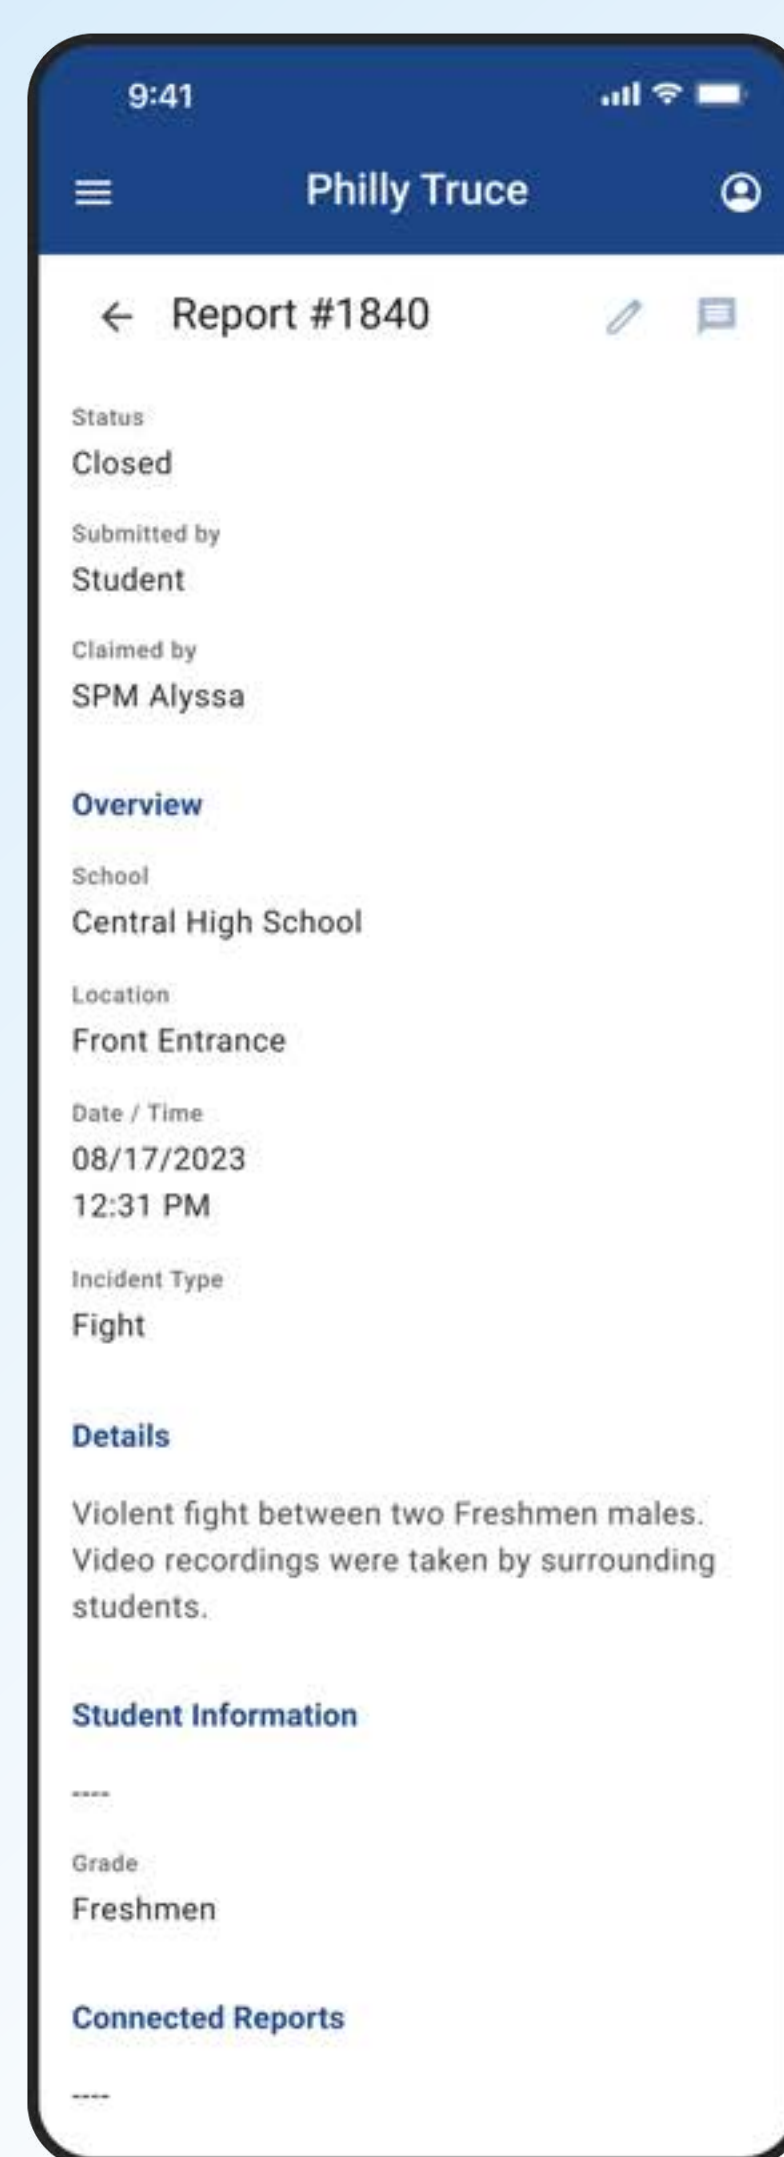 9:41
Philly Truce
Report #1840
Status
Closed
Submitted by
Student
Claimed by
SPM Alyssa
Overview
School
Central High School
Location
Front Entrance
Date / Time
08/17/2023
12:31 PM
Incident Type
Fight
Details
Violent fight between two Freshmen males.
Video recordings were taken by surrounding
students.
Student Information
----
Grade
Freshmen
Connected Reports
----